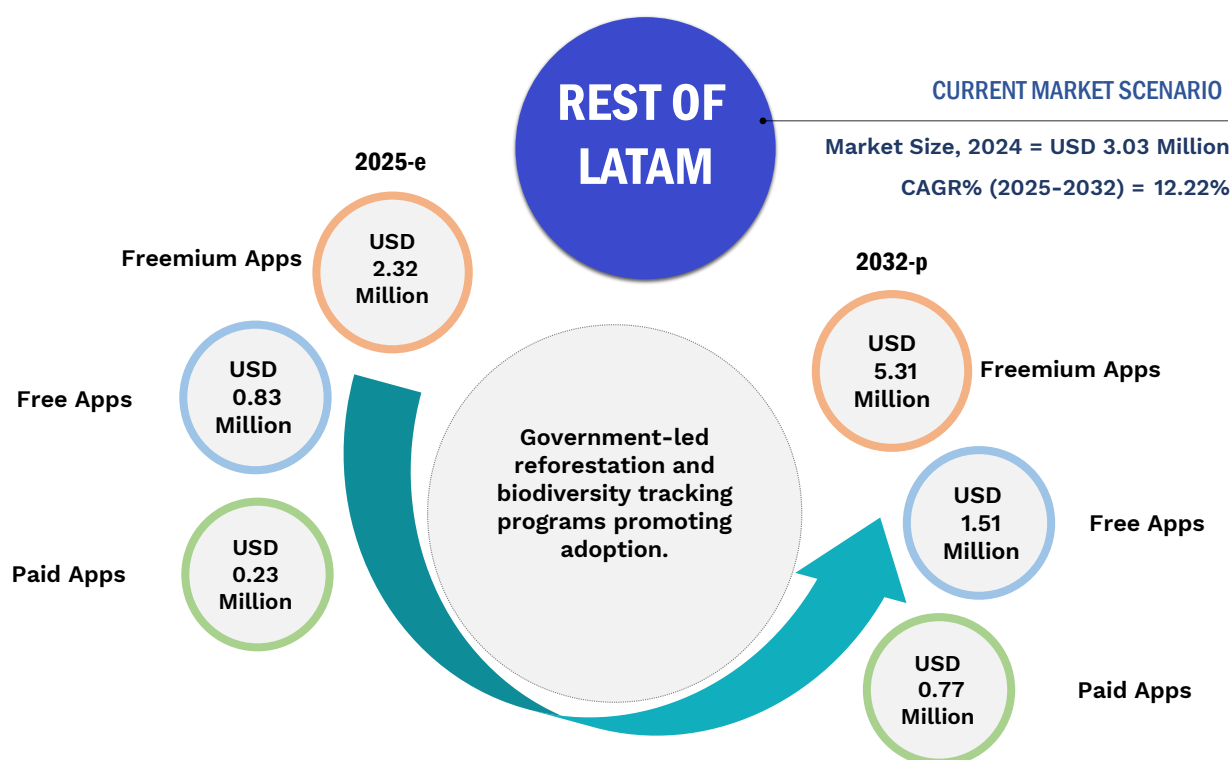 REST OF
LATAM
CURRENT MARKET SCENARIO
Market Size, 2024 = USD 3.03 Million
CAGR% (2025-2032) = 12.22%
2025-e
Freemium Apps
USD
2.32
Million
Free Apps
USD
0.83
Million
Paid Apps
USD
0.23
Million
Government-led
reforestation and
biodiversity tracking
programs promoting
adoption.
2032-p
USD
5.31
Million
Freemium Apps
USD
1.51
Million
Free Apps
USD
0.77
Million
Paid Apps